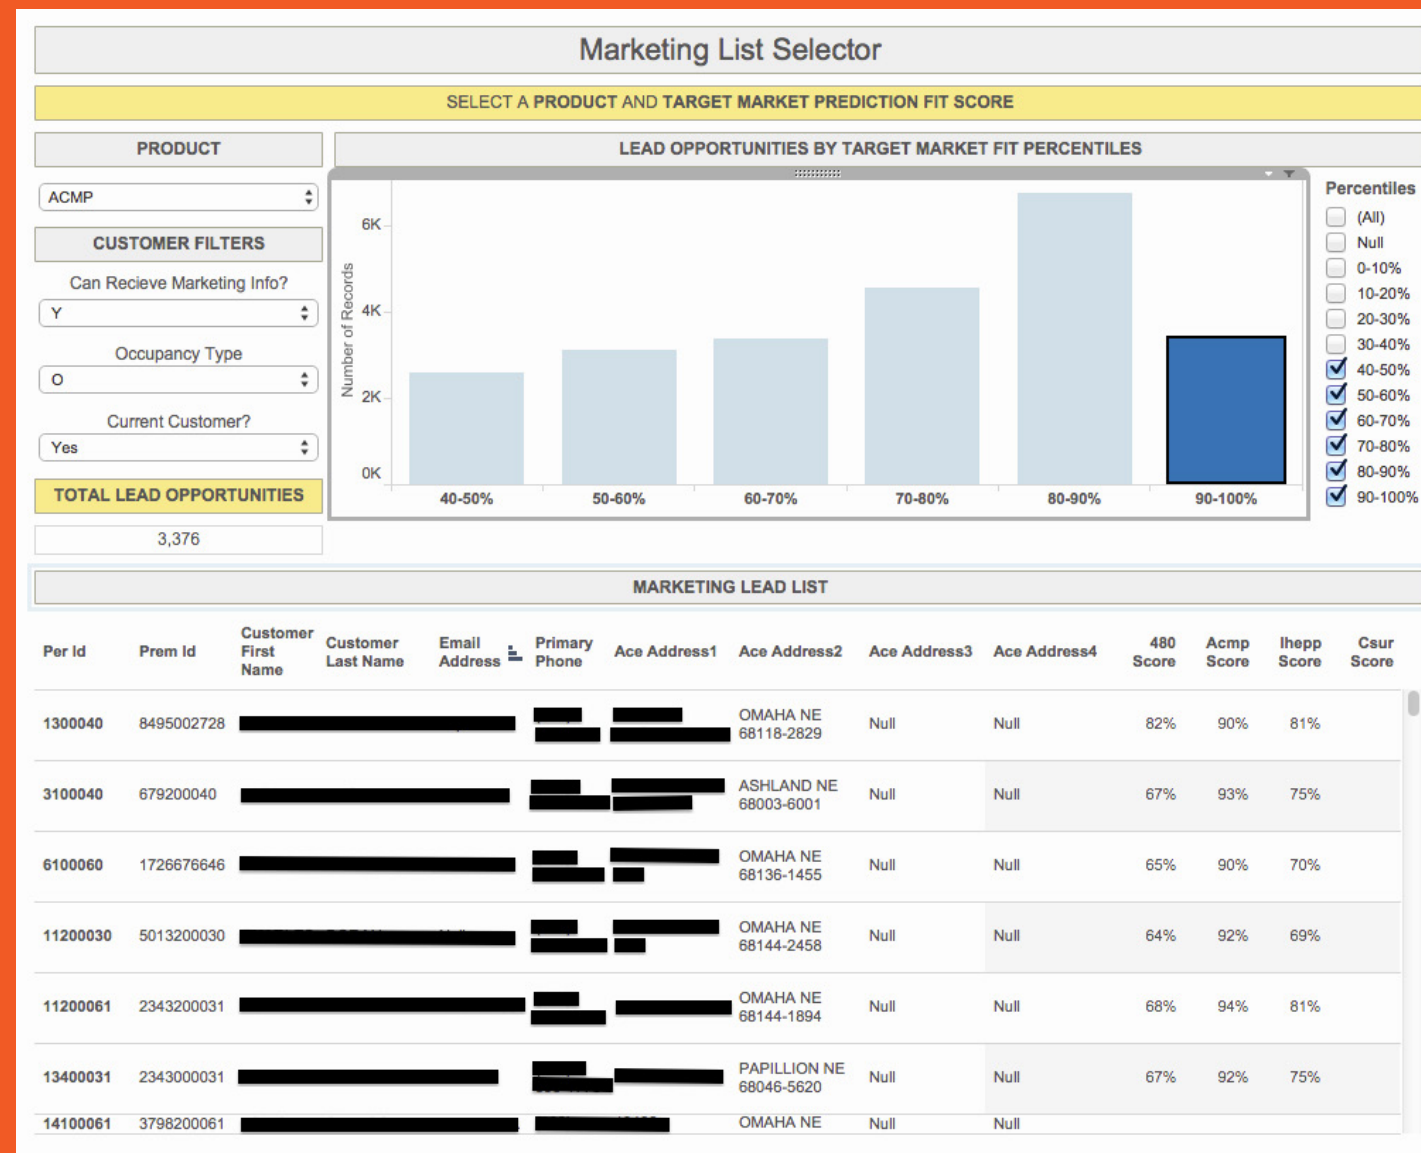 Marketing List Selector
SELECT A PRODUCT AND TARGET MARKET PREDICTION FIT SCORE
PRODUCT
ACMP
CUSTOMER FILTERS
Can Recieve Marketing Info?
Y
Occupancy Type
O
Current Customer?
Yes
TOTAL LEAD OPPORTUNITIES
3,376
LEAD OPPORTUNITIES BY TARGET MARKET FIT PERCENTILES
Number of Records
6K
4K
2K
0K
40-50% 50-60% 60-70% 70-80% 80-90% 90-100%
Percentiles
(All)
Null
0-10%
10-20%
20-30%
30-40%
40-50%
50-60%
60-70%
70-80%
80-90%
90-100%
MARKETING LEAD LIST
Per Id Prem Id Customer First Name Customer Last Name Email Address Primary Phone Ace Address1 Ace Address2 Ace Address3 Ace Address4 480 Score Acmp Score Ihepp Score Csur Score
1300040 8495002728 OMAHA NE 68118-2829 Null Null 82% 90% 81%
3100040 679200040 ASHLAND NE 68003-6001 Null Null 67% 93% 75%
6100060 1726676646 OMAHA NE 68136-1455 Null Null 65% 90% 70%
11200030 5013200030 OMAHA NE 68144-2458 Null Null 64% 92% 69%
11200061 2343200031 OMAHA NE 68144-1894 Null Null 68% 94% 81%
13400031 2343000031 PAPILLION NE 68046-5620 Null Null 67% 92% 75%
14100061 3798200061 OMAHA NE Null Null